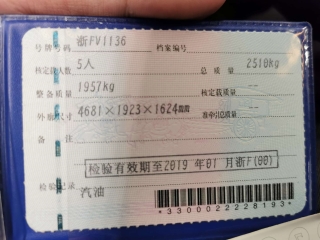 号牌号码 浙FV1136 档案编号
核定载人数 5人 总质量 2510kg
整备质量 1957kg 核定载质量 --
外廓尺寸 4681×1923×1624mm 准牵引总质量 --
备注
检验有效期至2019年01月浙F(00)
检验记录 汽油
*3300022228193*